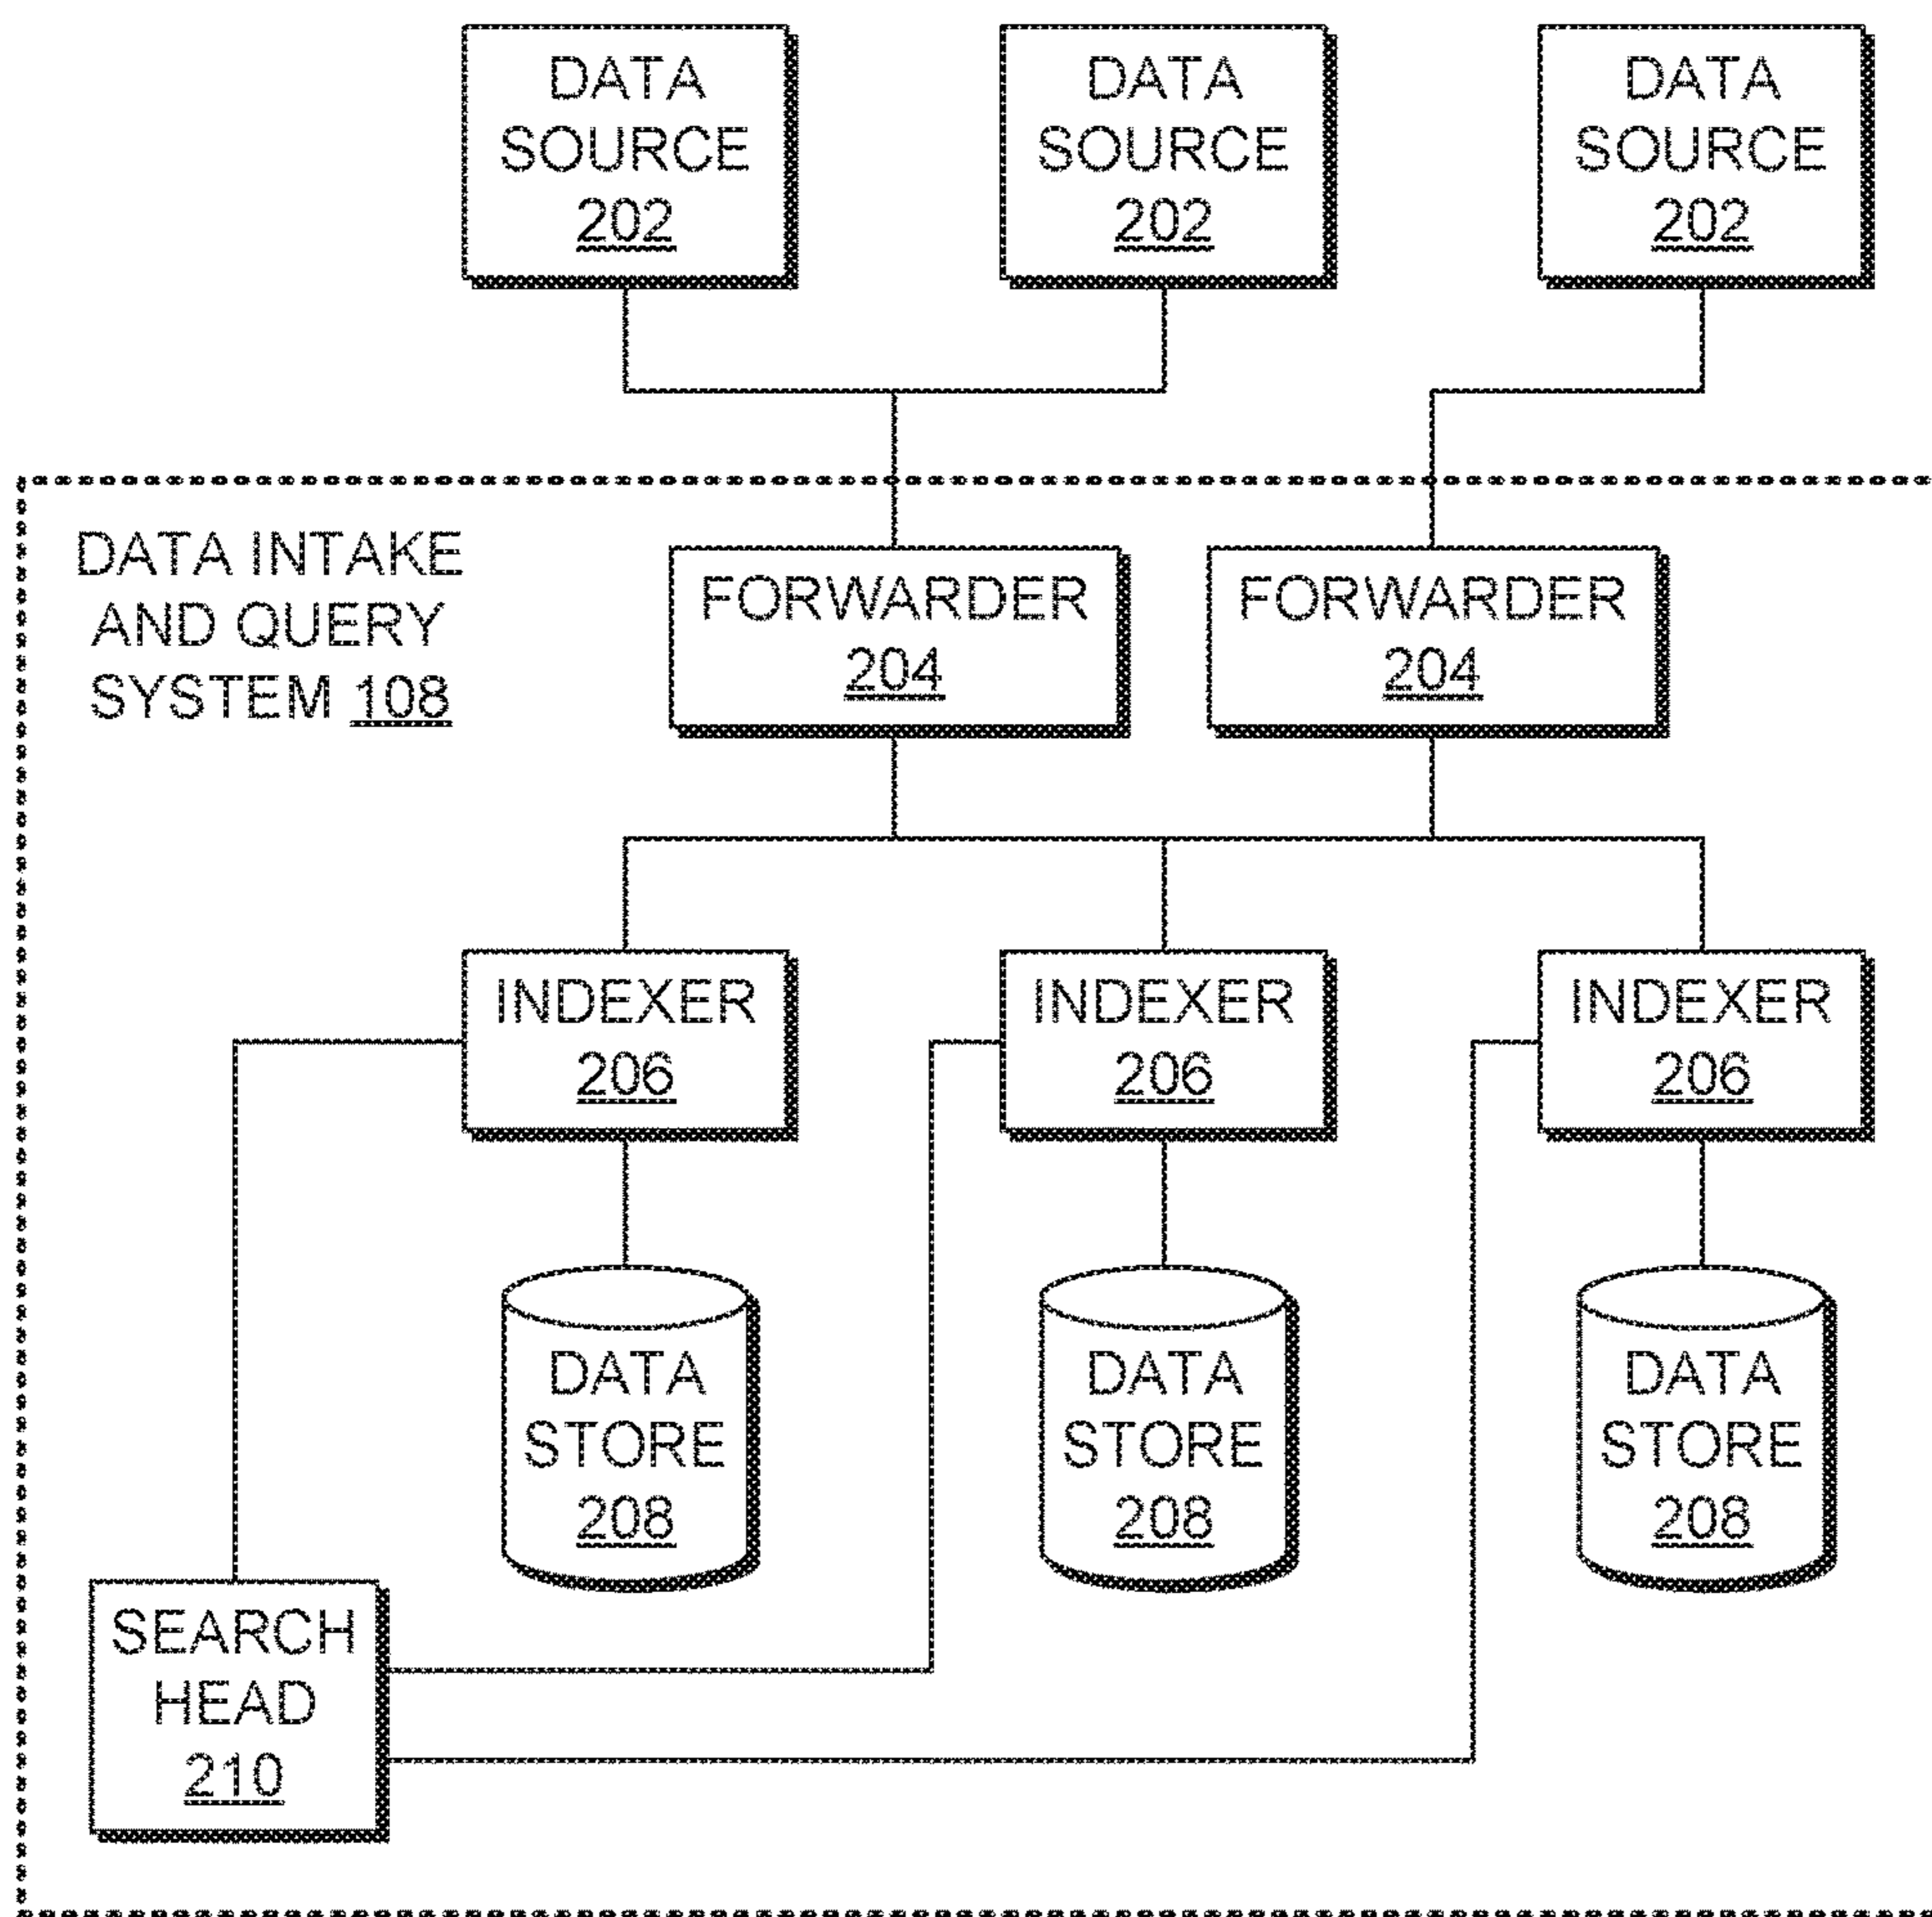 DATA
SOURCE
202
DATA
SOURCE
202
DATA
SOURCE
202
DATA INTAKE
AND QUERY
SYSTEM 108
FORWARDER
204
FORWARDER
204
INDEXER
206
INDEXER
206
INDEXER
206
DATA
STORE
208
DATA
STORE
208
DATA
STORE
208
SEARCH
HEAD
210